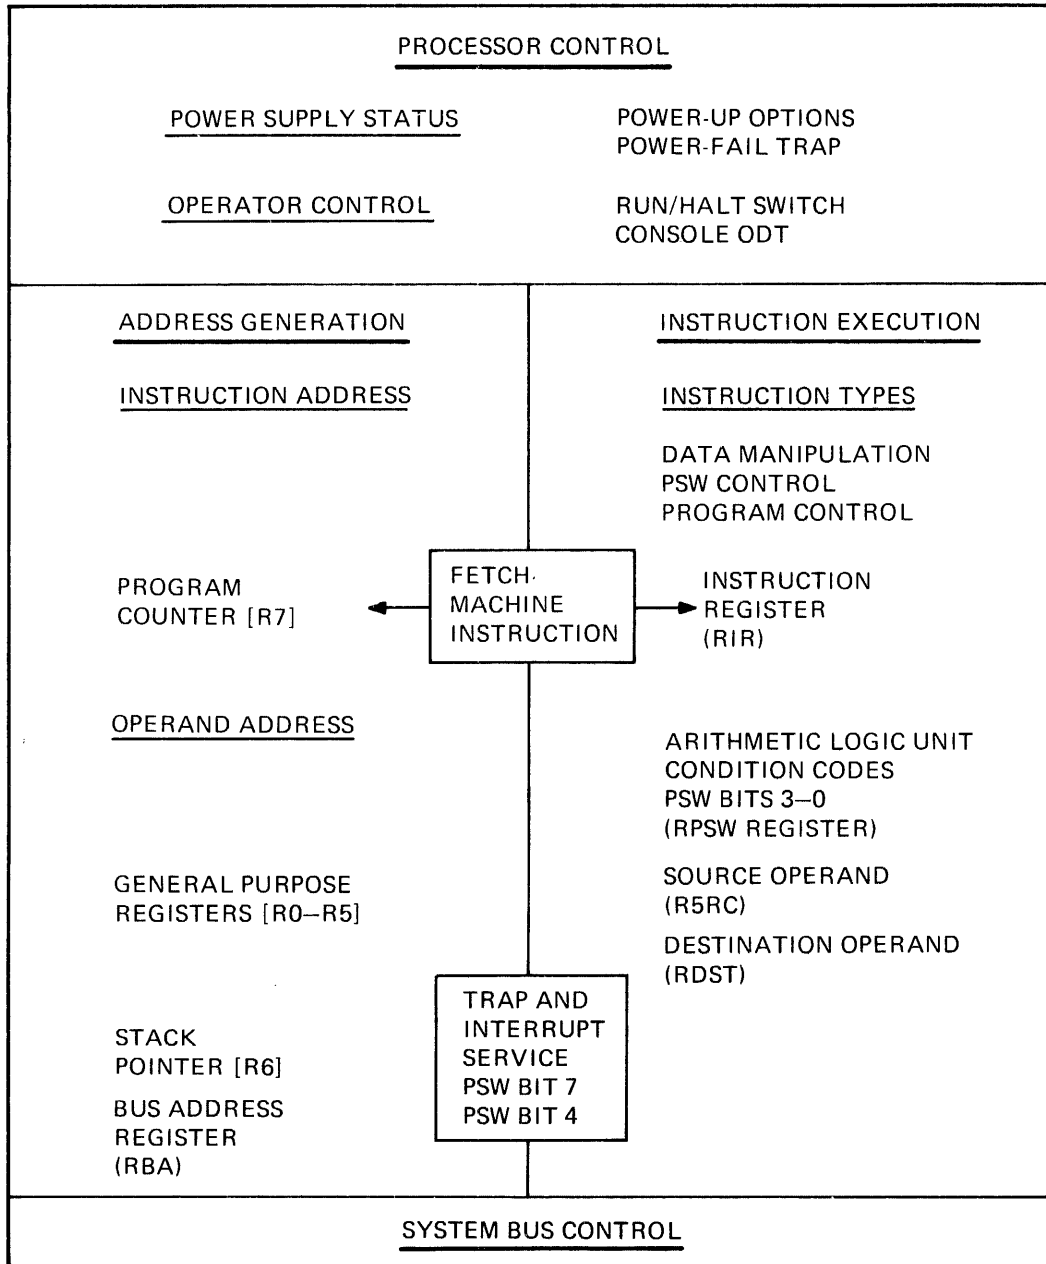 PROCESSOR CONTROL
POWER SUPPLY STATUS
POWER-UP OPTIONS
POWER-FAIL TRAP
OPERATOR CONTROL
RUN/HALT SWITCH
CONSOLE ODT
ADDRESS GENERATION
INSTRUCTION ADDRESS
PROGRAM
COUNTER [R7]
OPERAND ADDRESS
GENERAL PURPOSE
REGISTERS [R0–R5]
STACK
POINTER [R6]
BUS ADDRESS
REGISTER
(RBA)
FETCH
MACHINE
INSTRUCTION
TRAP AND
INTERRUPT
SERVICE
PSW BIT 7
PSW BIT 4
INSTRUCTION EXECUTION
INSTRUCTION TYPES
DATA MANIPULATION
PSW CONTROL
PROGRAM CONTROL
INSTRUCTION
REGISTER
(RIR)
ARITHMETIC LOGIC UNIT
CONDITION CODES
PSW BITS 3–0
(RPSW REGISTER)
SOURCE OPERAND
(R5RC)
DESTINATION OPERAND
(RDST)
SYSTEM BUS CONTROL